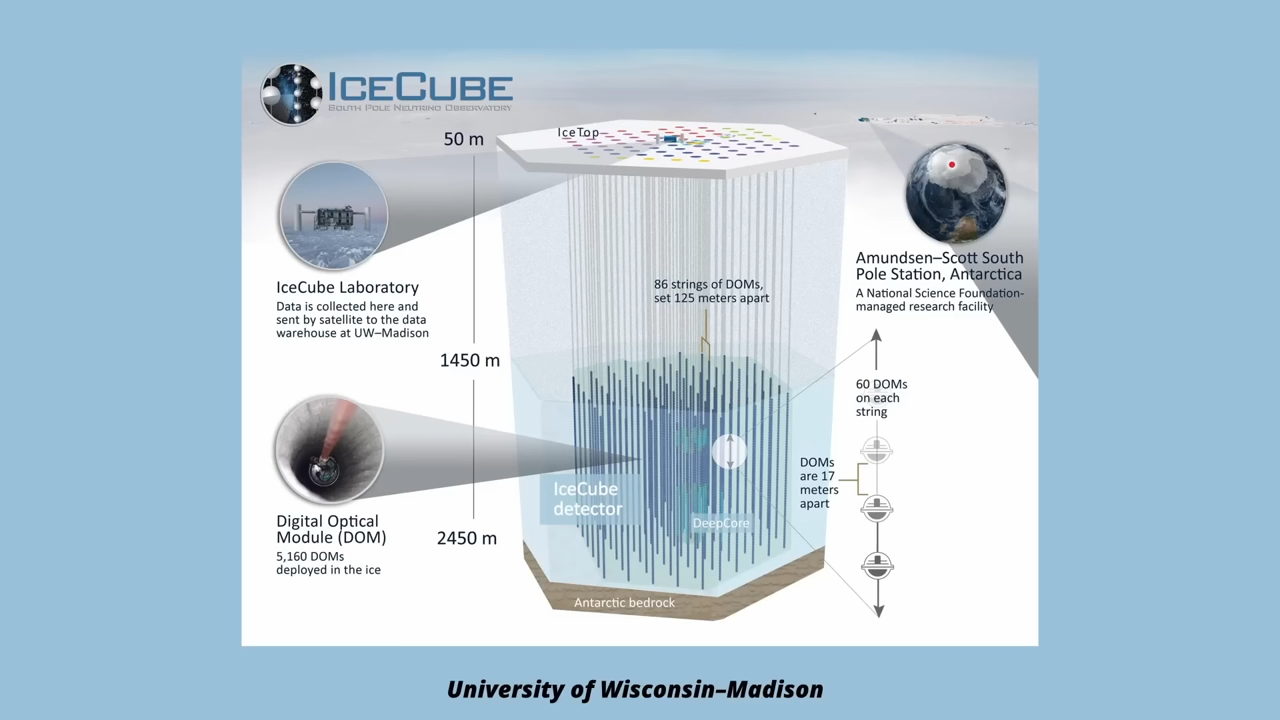 ICECUBE
SOUTH POLE NEUTRINO OBSERVATORY
50 m
IceTop
IceCube Laboratory
Data is collected here and
sent by satellite to the data
warehouse at UW–Madison
Amundsen–Scott South
Pole Station, Antarctica
A National Science Foundation-
managed research facility
86 strings of DOMs,
set 125 meters apart
1450 m
60 DOMs
on each
string
DOMs
are 17
meters
apart
IceCube
detector
DeepCore
Digital Optical
Module (DOM)
5,160 DOMs
deployed in the ice
2450 m
Antarctic bedrock
University of Wisconsin–Madison